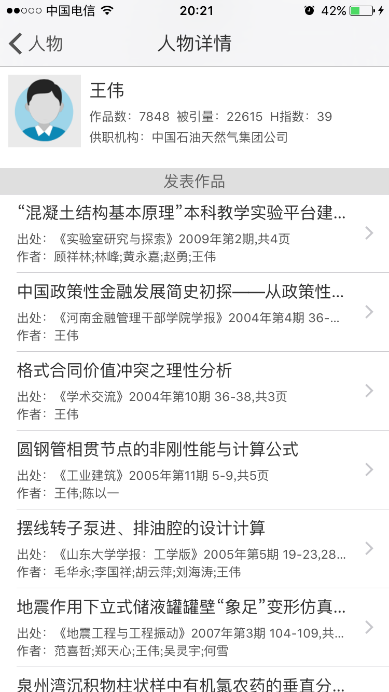 中国电信 20:21 42%
人物 人物详情
王伟
作品数：7848 被引量：22615 H指数：39
供职机构：中国石油天然气集团公司
发表作品
“混凝土结构基本原理”本科教学实验平台建...
出处：《实验室研究与探索》2009年第2期,共4页
作者：顾祥林;林峰;黄永嘉;赵勇;王伟
中国政策性金融发展简史初探——从政策性...
出处：《河南金融管理干部学院学报》2004年第4期 36-...
作者：王伟
格式合同价值冲突之理性分析
出处：《学术交流》2004年第10期 36-38,共3页
作者：王伟
圆钢管相贯节点的非刚性能与计算公式
出处：《工业建筑》2005年第11期 5-9,共5页
作者：王伟;陈以一
摆线转子泵进、排油腔的设计计算
出处：《山东大学学报：工学版》2005年第5期 19-23,28...
作者：毛华永;李国祥;胡云萍;刘海涛;王伟
地震作用下立式储液罐罐壁“象足”变形仿真...
出处：《地震工程与工程振动》2007年第3期 104-109,共...
作者：范喜哲;郑天心;王伟;吴灵宇;何雪
泉州湾沉积物柱状样中有机氯农药的垂直分...